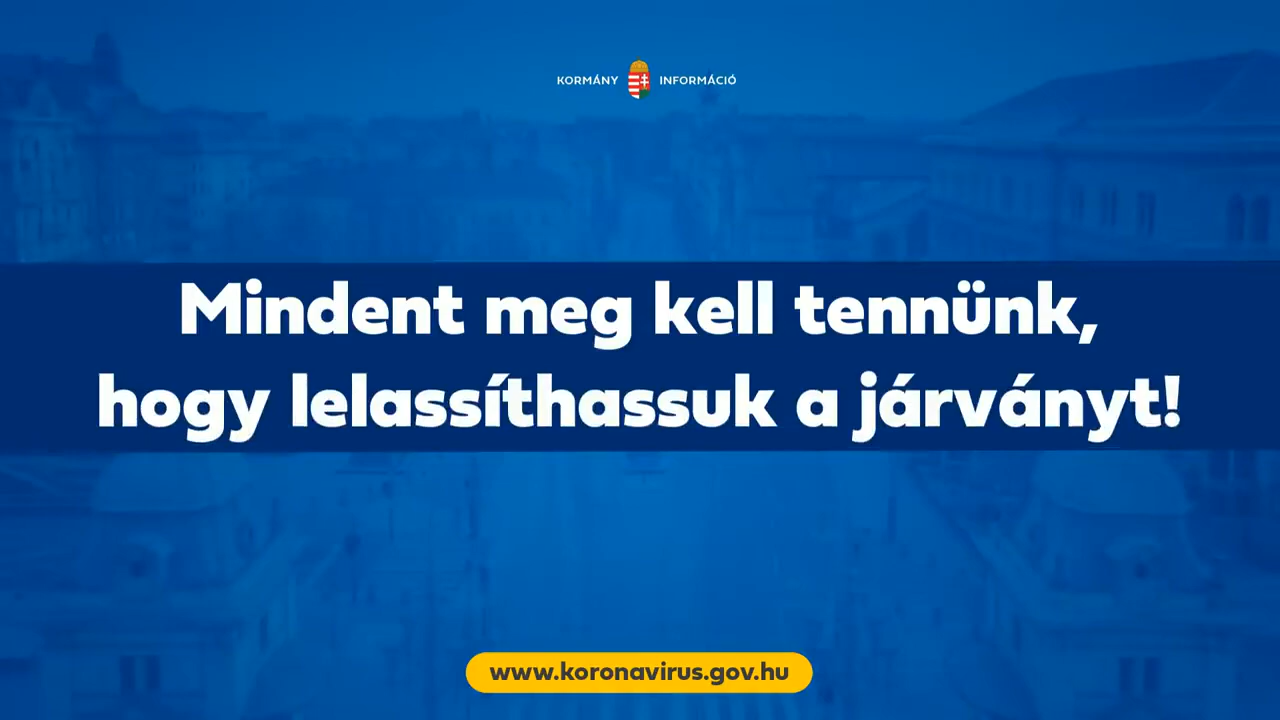 KORMÁNY INFORMÁCIÓ
Mindent meg kell tennünk,
hogy lelassíthassuk a járványt!
www.koronavirus.gov.hu